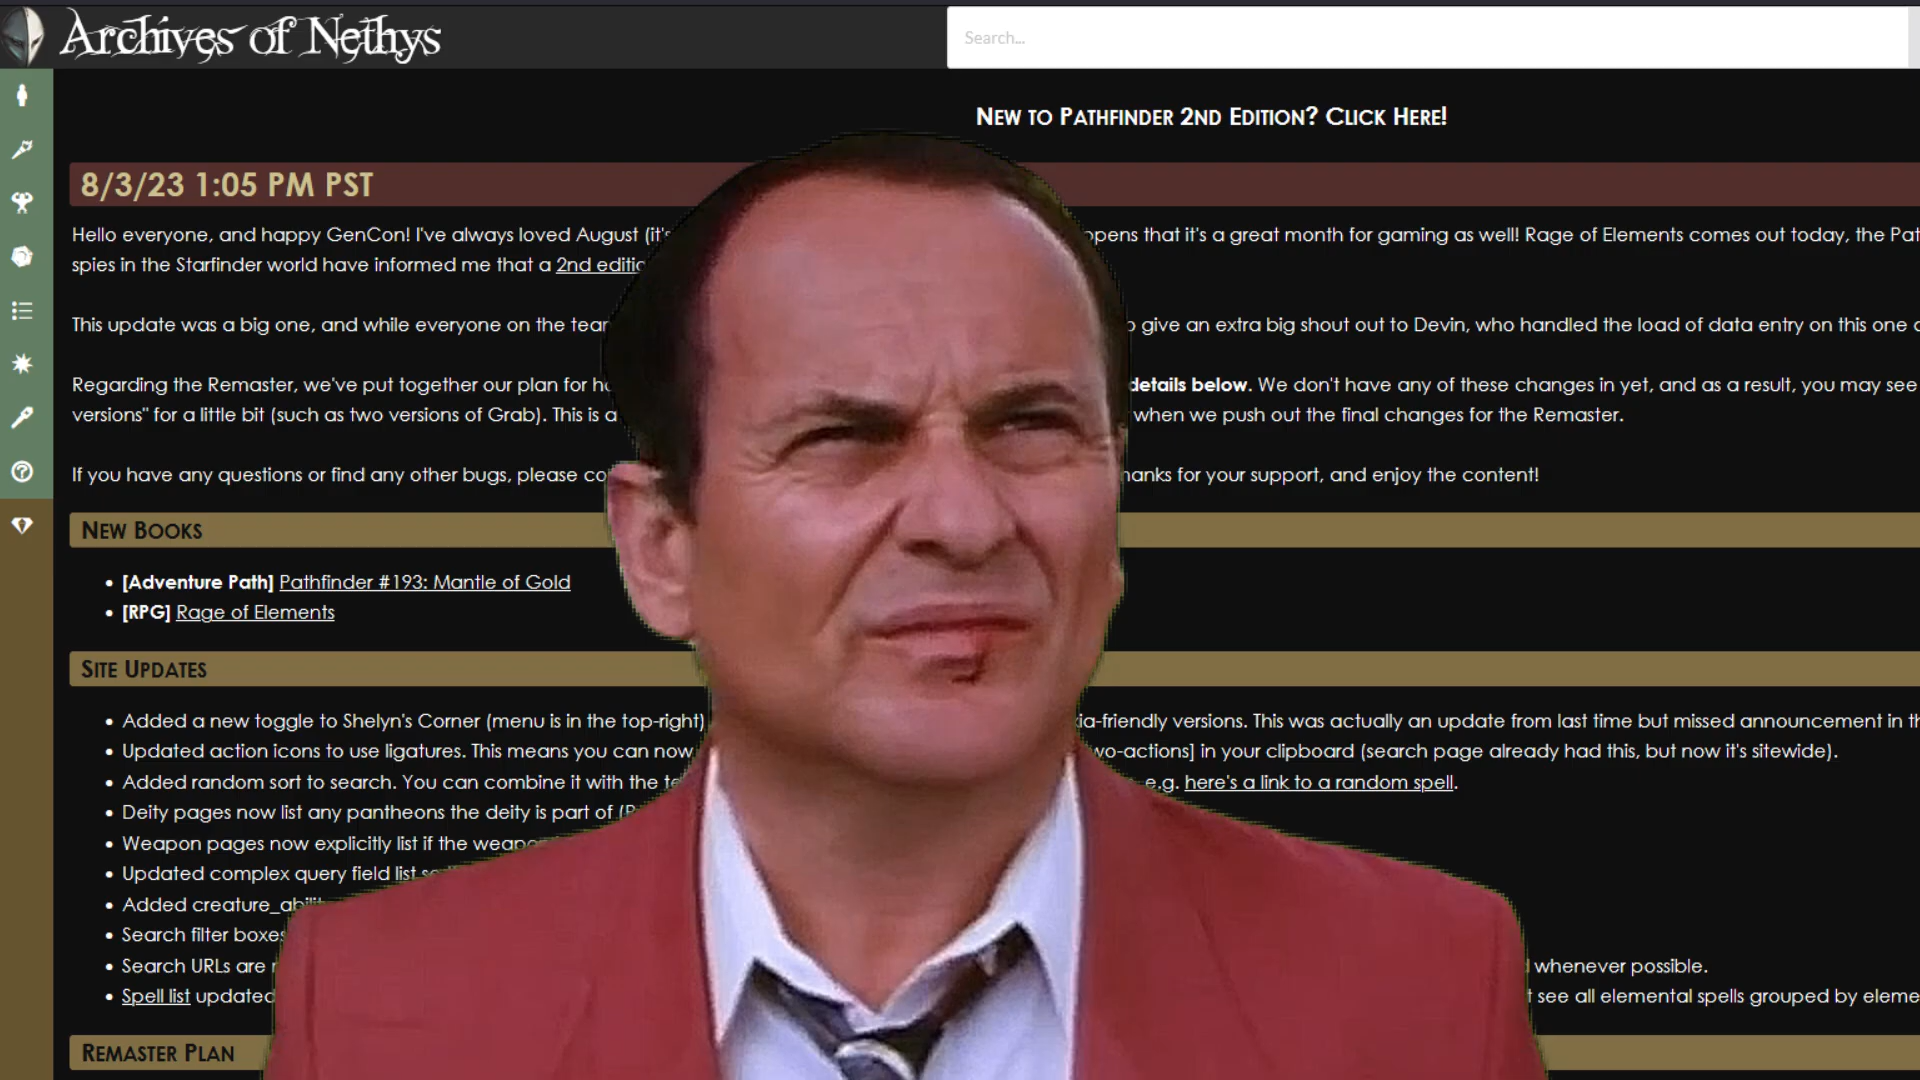 Archives of Nethys
Search...
NEW TO PATHFINDER 2ND EDITION? CLICK HERE!
8/3/23 1:05 PM PST
Hello everyone, and happy GenCon! I've always loved August (it's pens that it's a great month for gaming as well! Rage of Elements comes out today, the
spies in the Starfinder world have informed me that a 2nd
This update was a big one, and while everyone on the give an extra big shout out to Devin, who handled the load of data entry on this one
Regarding the Remaster, we've put together our plan for details below. We don't have any of these changes in yet, and as a result, you may see
versions" for a little bit (such as two versions of Grab). This is a when we push out the final changes for the Remaster.
If you have any questions or find any other bugs, please hanks for your support, and enjoy the content!
NEW BOOKS
• [Adventure Path] Pathfinder #193: Mantle of Gold
• [RPG] Rage of Elements
SITE UPDATES
• Added a new toggle to Shelyn's Corner (menu is in the top-right) xia-friendly versions. This was actually an update from last time but missed announcement in
• Updated action icons to use ligatures. This means you can now wo-actions] in your clipboard (search page already had this, but now it's sitewide).
• Added random sort to search. You can combine it with the e.g. here's a link to a random spell.
• Deity pages now list any pantheons the deity is part of
• Weapon pages now explicitly list if the
• Updated complex query field list
• Added
• Search filter boxes
• Search URLs are whenever possible.
• Spell list updated see all elemental spells grouped by
REMASTER PLAN